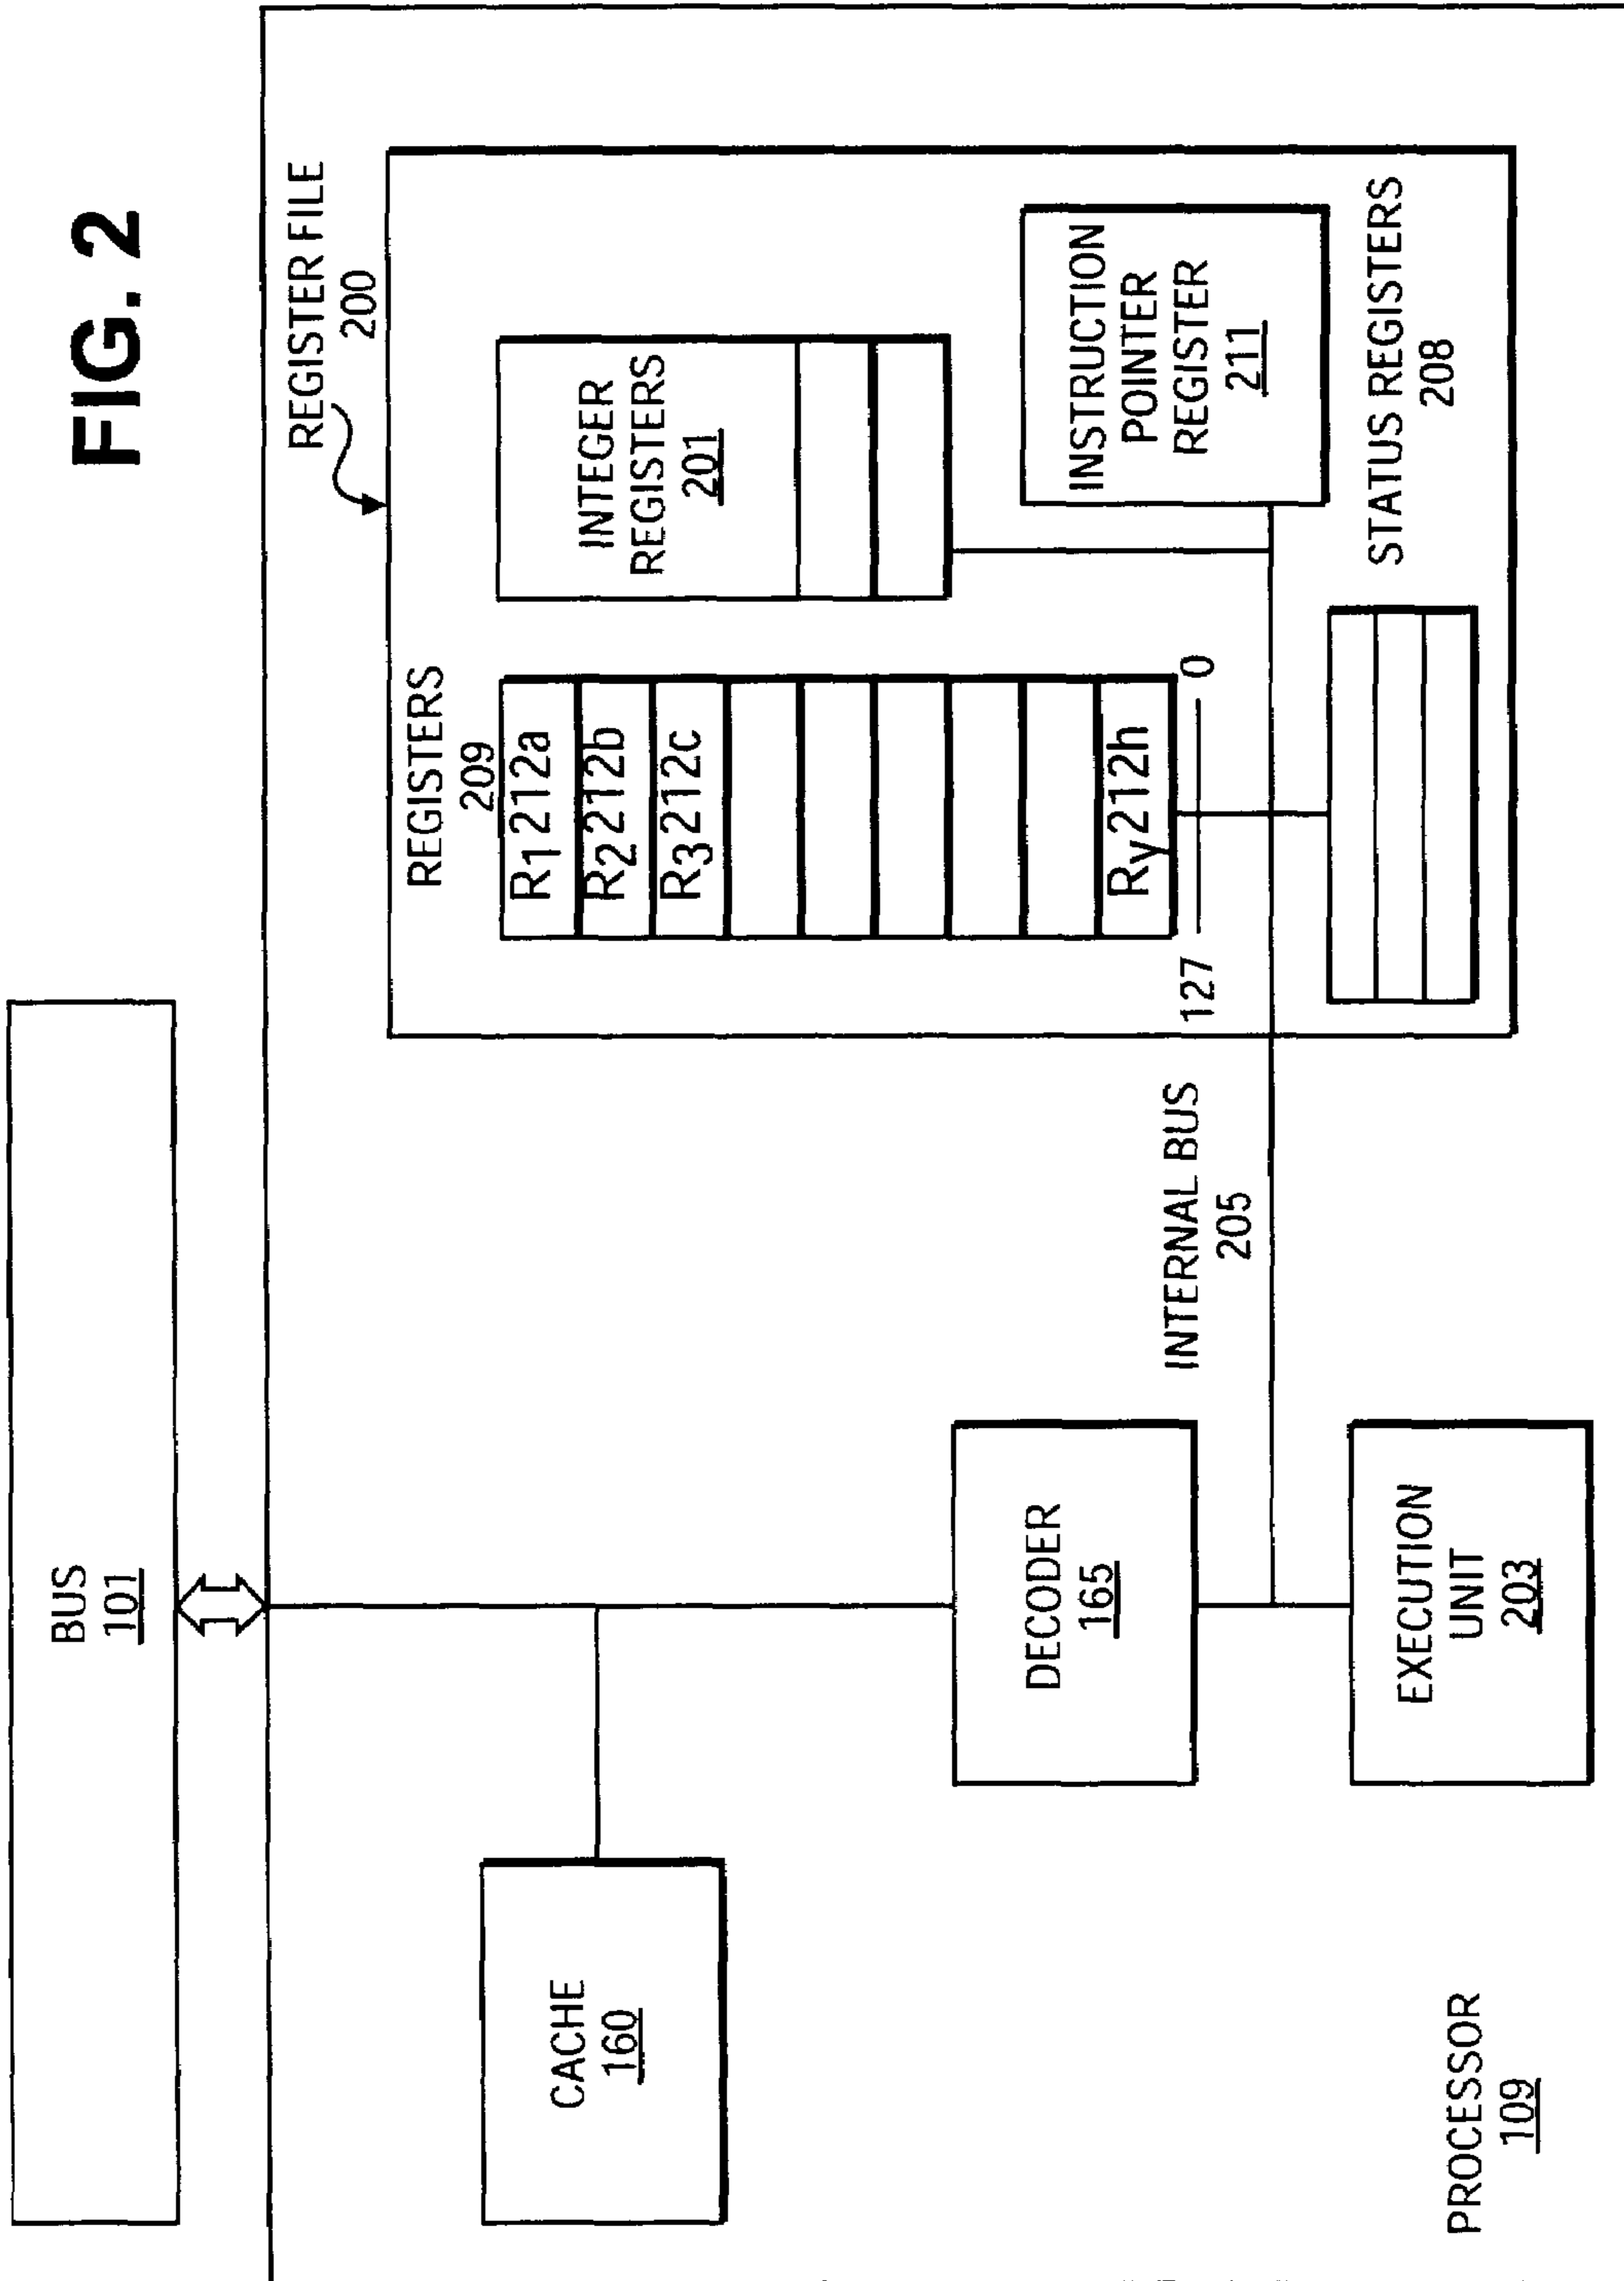 FIG. 2
BUS
101
REGISTER FILE
200
REGISTERS
209
R1 212a
R2 212b
R3 212c
Ry 212h
127
0
INTEGER
REGISTERS
201
INSTRUCTION
POINTER
REGISTER
211
STATUS REGISTERS
208
CACHE
160
DECODER
165
INTERNAL BUS
205
EXECUTION
UNIT
203
PROCESSOR
109